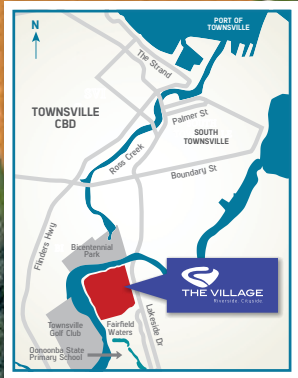 PORT OF
TOWNSVILLE
N
The Strand
TOWNSVILLE
CBD
Palmer St
SOUTH
TOWNSVILLE
Ross Creek
Boundary St
Flinders Hwy
Bicentennial
Park
THE VILLAGE
Riverside. Cityside.
Lakeside Dr
Townsville
Golf Club
Fairfield
Waters
Oonoonba State
Primary School